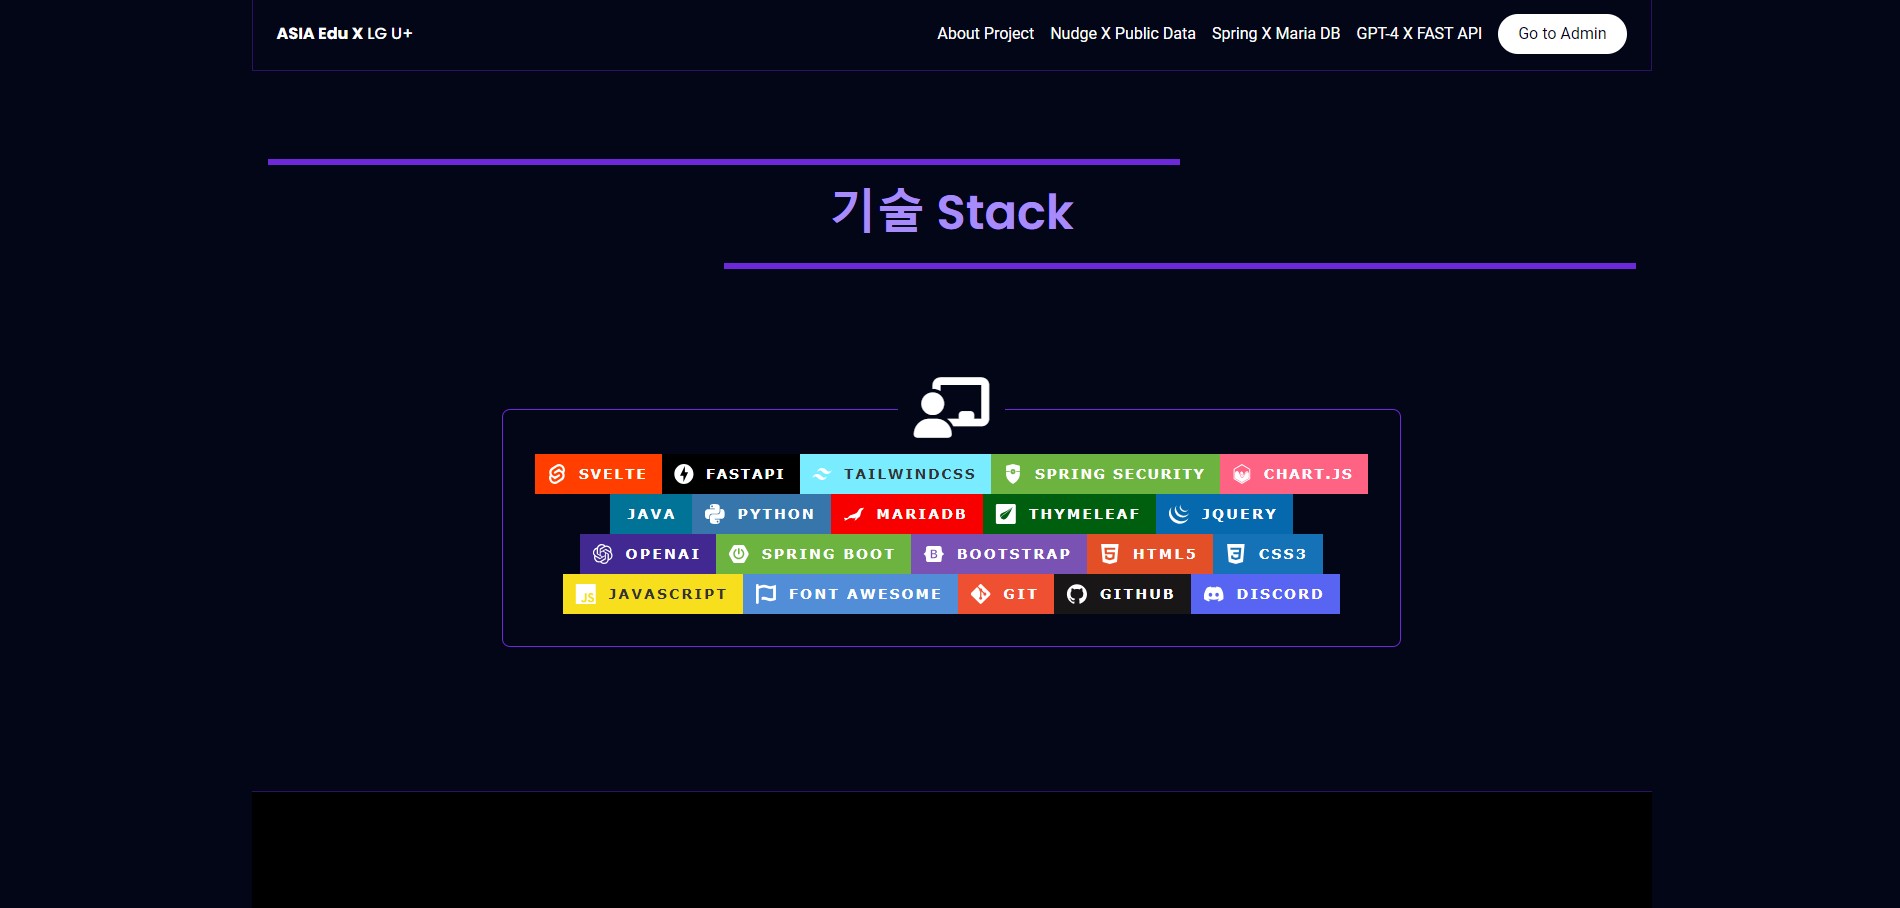 ASIA Edu X LG U+
About Project Nudge X Public Data Spring X Maria DB GPT-4 X FAST API Go to Admin
기술 Stack
SVELTE FASTAPI TAILWINDCSS SPRING SECURITY CHART.JS
JAVA PYTHON MARIADB THYMELEAF JQUERY
OPENAI SPRING BOOT BOOTSTRAP HTML5 CSS3
JAVASCRIPT FONT AWESOME GIT GITHUB DISCORD